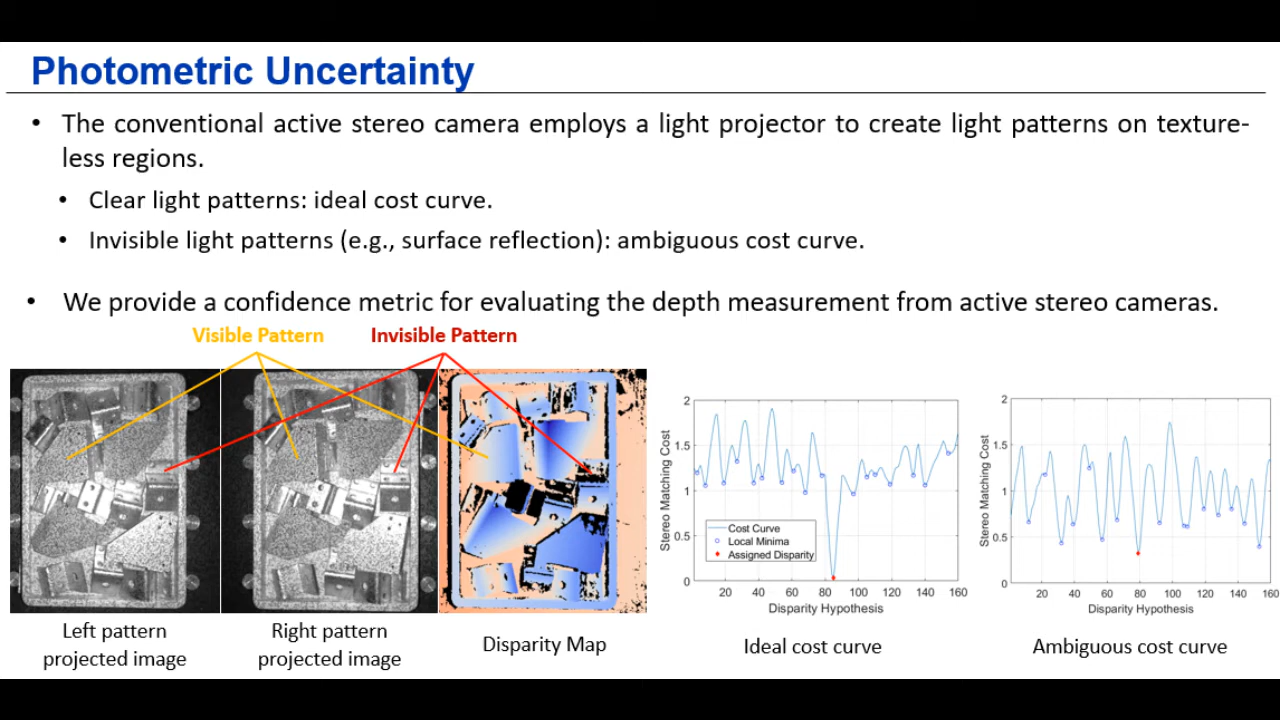 Photometric Uncertainty
• The conventional active stereo camera employs a light projector to create light patterns on texture-
less regions.
• Clear light patterns: ideal cost curve.
• Invisible light patterns (e.g., surface reflection): ambiguous cost curve.
• We provide a confidence metric for evaluating the depth measurement from active stereo cameras.
Visible Pattern
Invisible Pattern
Left pattern
projected image
Right pattern
projected image
Disparity Map
Stereo Matching Cost
2
1.5
1
0.5
0
Cost Curve
Local Minima
Assigned Disparity
20 40 60 80 100 120 140 160
Disparity Hypothesis
Ideal cost curve
Stereo Matching Cost
2
1.5
1
0.5
0
20 40 60 80 100 120 140 160
Disparity Hypothesis
Ambiguous cost curve